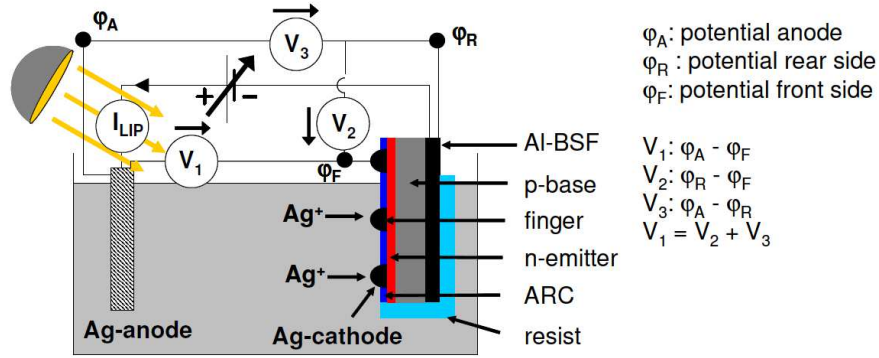 φA
V3
φR
+
-
ILIP
V1
V2
φF
Ag+
Ag+
Ag-anode
Ag-cathode
Al-BSF
p-base
finger
n-emitter
ARC
resist
φA: potential anode
φR : potential rear side
φF: potential front side
V1: φA - φF
V2: φR - φF
V3: φA - φR
V1 = V2 + V3